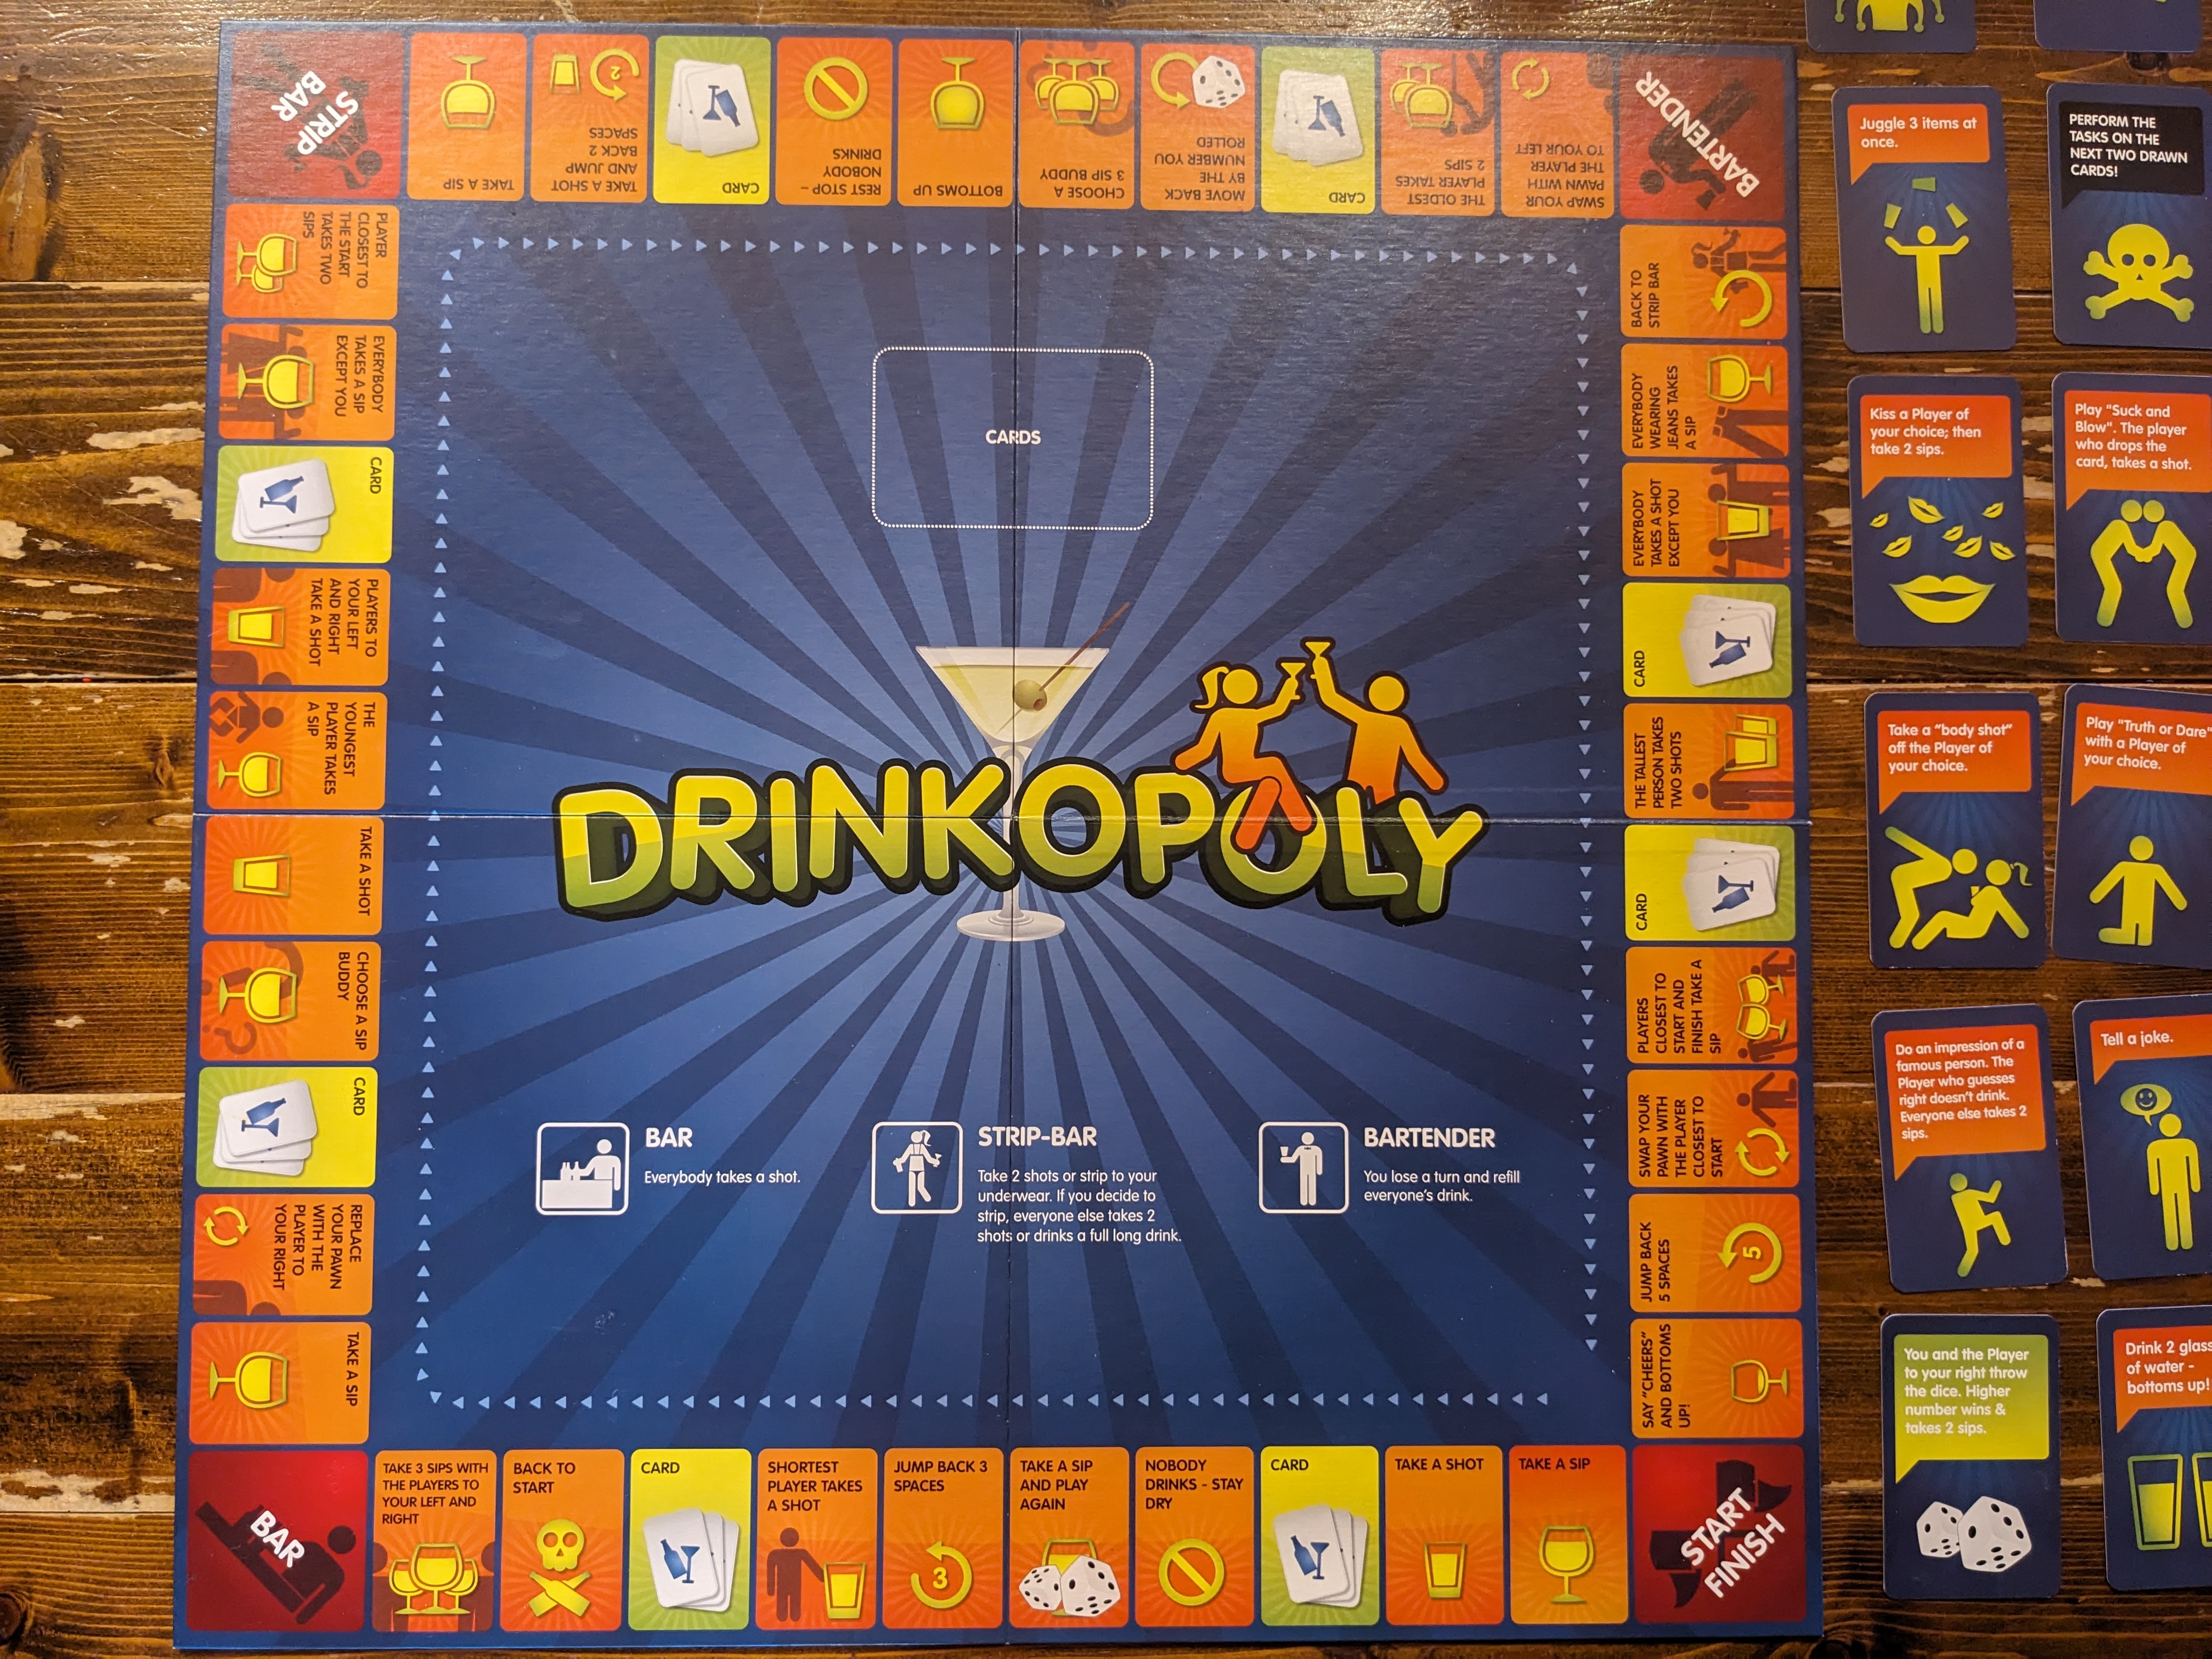 STRIP
BAR
TAKE A SIP
TAKE A SHOT
AND JUMP
BACK 2
SPACES
2
CARD
REST STOP -
NOBODY
DRINKS
BOTTOMS UP
CHOOSE A
3 SIP BUDDY
MOVE BACK
BY THE
NUMBER YOU
ROLLED
CARD
THE OLDEST
PLAYER TAKES
2 SIPS
SWAP YOUR
PAWN WITH
THE PLAYER
TO YOUR LEFT
BARTENDER
BACK TO
STRIP BAR
EVERYBODY
WEARING
JEANS TAKES
A SIP
EVERYBODY
TAKES A SHOT
EXCEPT YOU
CARD
THE TALLEST
PERSON TAKES
TWO SHOTS
CARD
PLAYERS
CLOSEST TO
START AND
FINISH TAKE A
SIP
SWAP YOUR
PAWN WITH
THE PLAYER
CLOSEST TO
START
JUMP BACK
5 SPACES
5
SAY "CHEERS"
AND BOTTOMS
UP!
START
FINISH
TAKE A SIP
TAKE A SHOT
CARD
NOBODY
DRINKS - STAY
DRY
TAKE A SIP
AND PLAY
AGAIN
JUMP BACK 3
SPACES
3
SHORTEST
PLAYER TAKES
A SHOT
CARD
BACK TO
START
TAKE 3 SIPS WITH
THE PLAYERS TO
YOUR LEFT AND
RIGHT
BAR
TAKE A SIP
REPLACE
YOUR PAWN
WITH THE
PLAYER TO
YOUR RIGHT
CARD
CHOOSE A SIP
BUDDY
TAKE A SHOT
THE
YOUNGEST
PLAYER TAKES
A SIP
PLAYERS TO
YOUR LEFT
AND RIGHT
TAKE A SHOT
CARD
EVERYBODY
TAKES A SIP
EXCEPT YOU
PLAYER
CLOSEST TO
THE START
TAKES TWO
SIPS
CARDS
DRINKOPOLY
BAR
Everybody takes a shot.
STRIP-BAR
Take 2 shots or strip to your
underwear. If you decide to
strip, everyone else takes 2
shots or drinks a full long drink.
BARTENDER
You lose a turn and refill
everyone's drink.
Juggle 3 items at
once.
PERFORM THE
TASKS ON THE
NEXT TWO DRAWN
CARDS!
Kiss a Player of
your choice; then
take 2 sips.
Play "Suck and
Blow". The player
who drops the
card, takes a shot.
Take a "body shot"
off the Player of
your choice.
Play "Truth or Dare"
with a Player of
your choice.
Do an impression of a
famous person. The
Player who guesses
right doesn't drink.
Everyone else takes 2
sips.
Tell a joke.
You and the Player
to your right throw
the dice. Higher
number wins &
takes 2 sips.
Drink 2 glass
of water -
bottoms up!